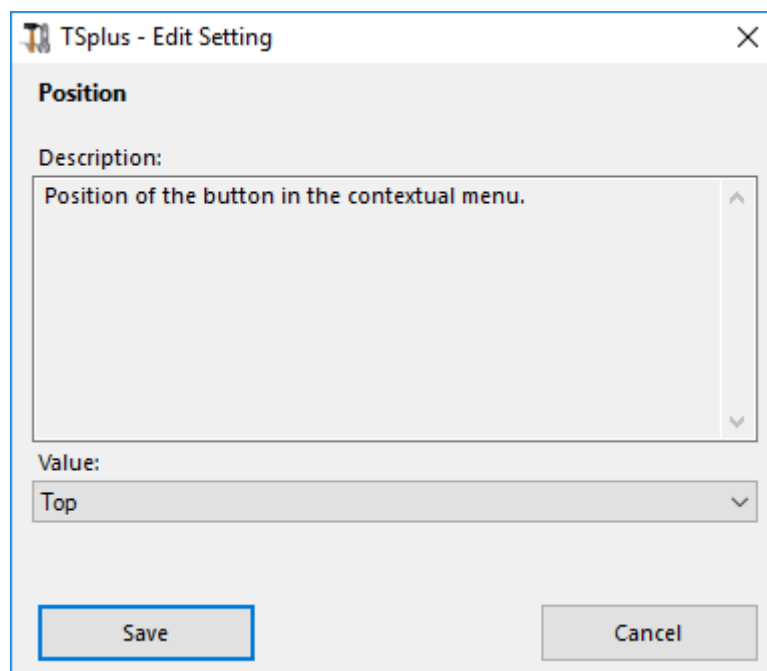 TSplus - Edit Setting
Position
Description:
Position of the button in the contextual menu.
Value:
Top
Save
Cancel